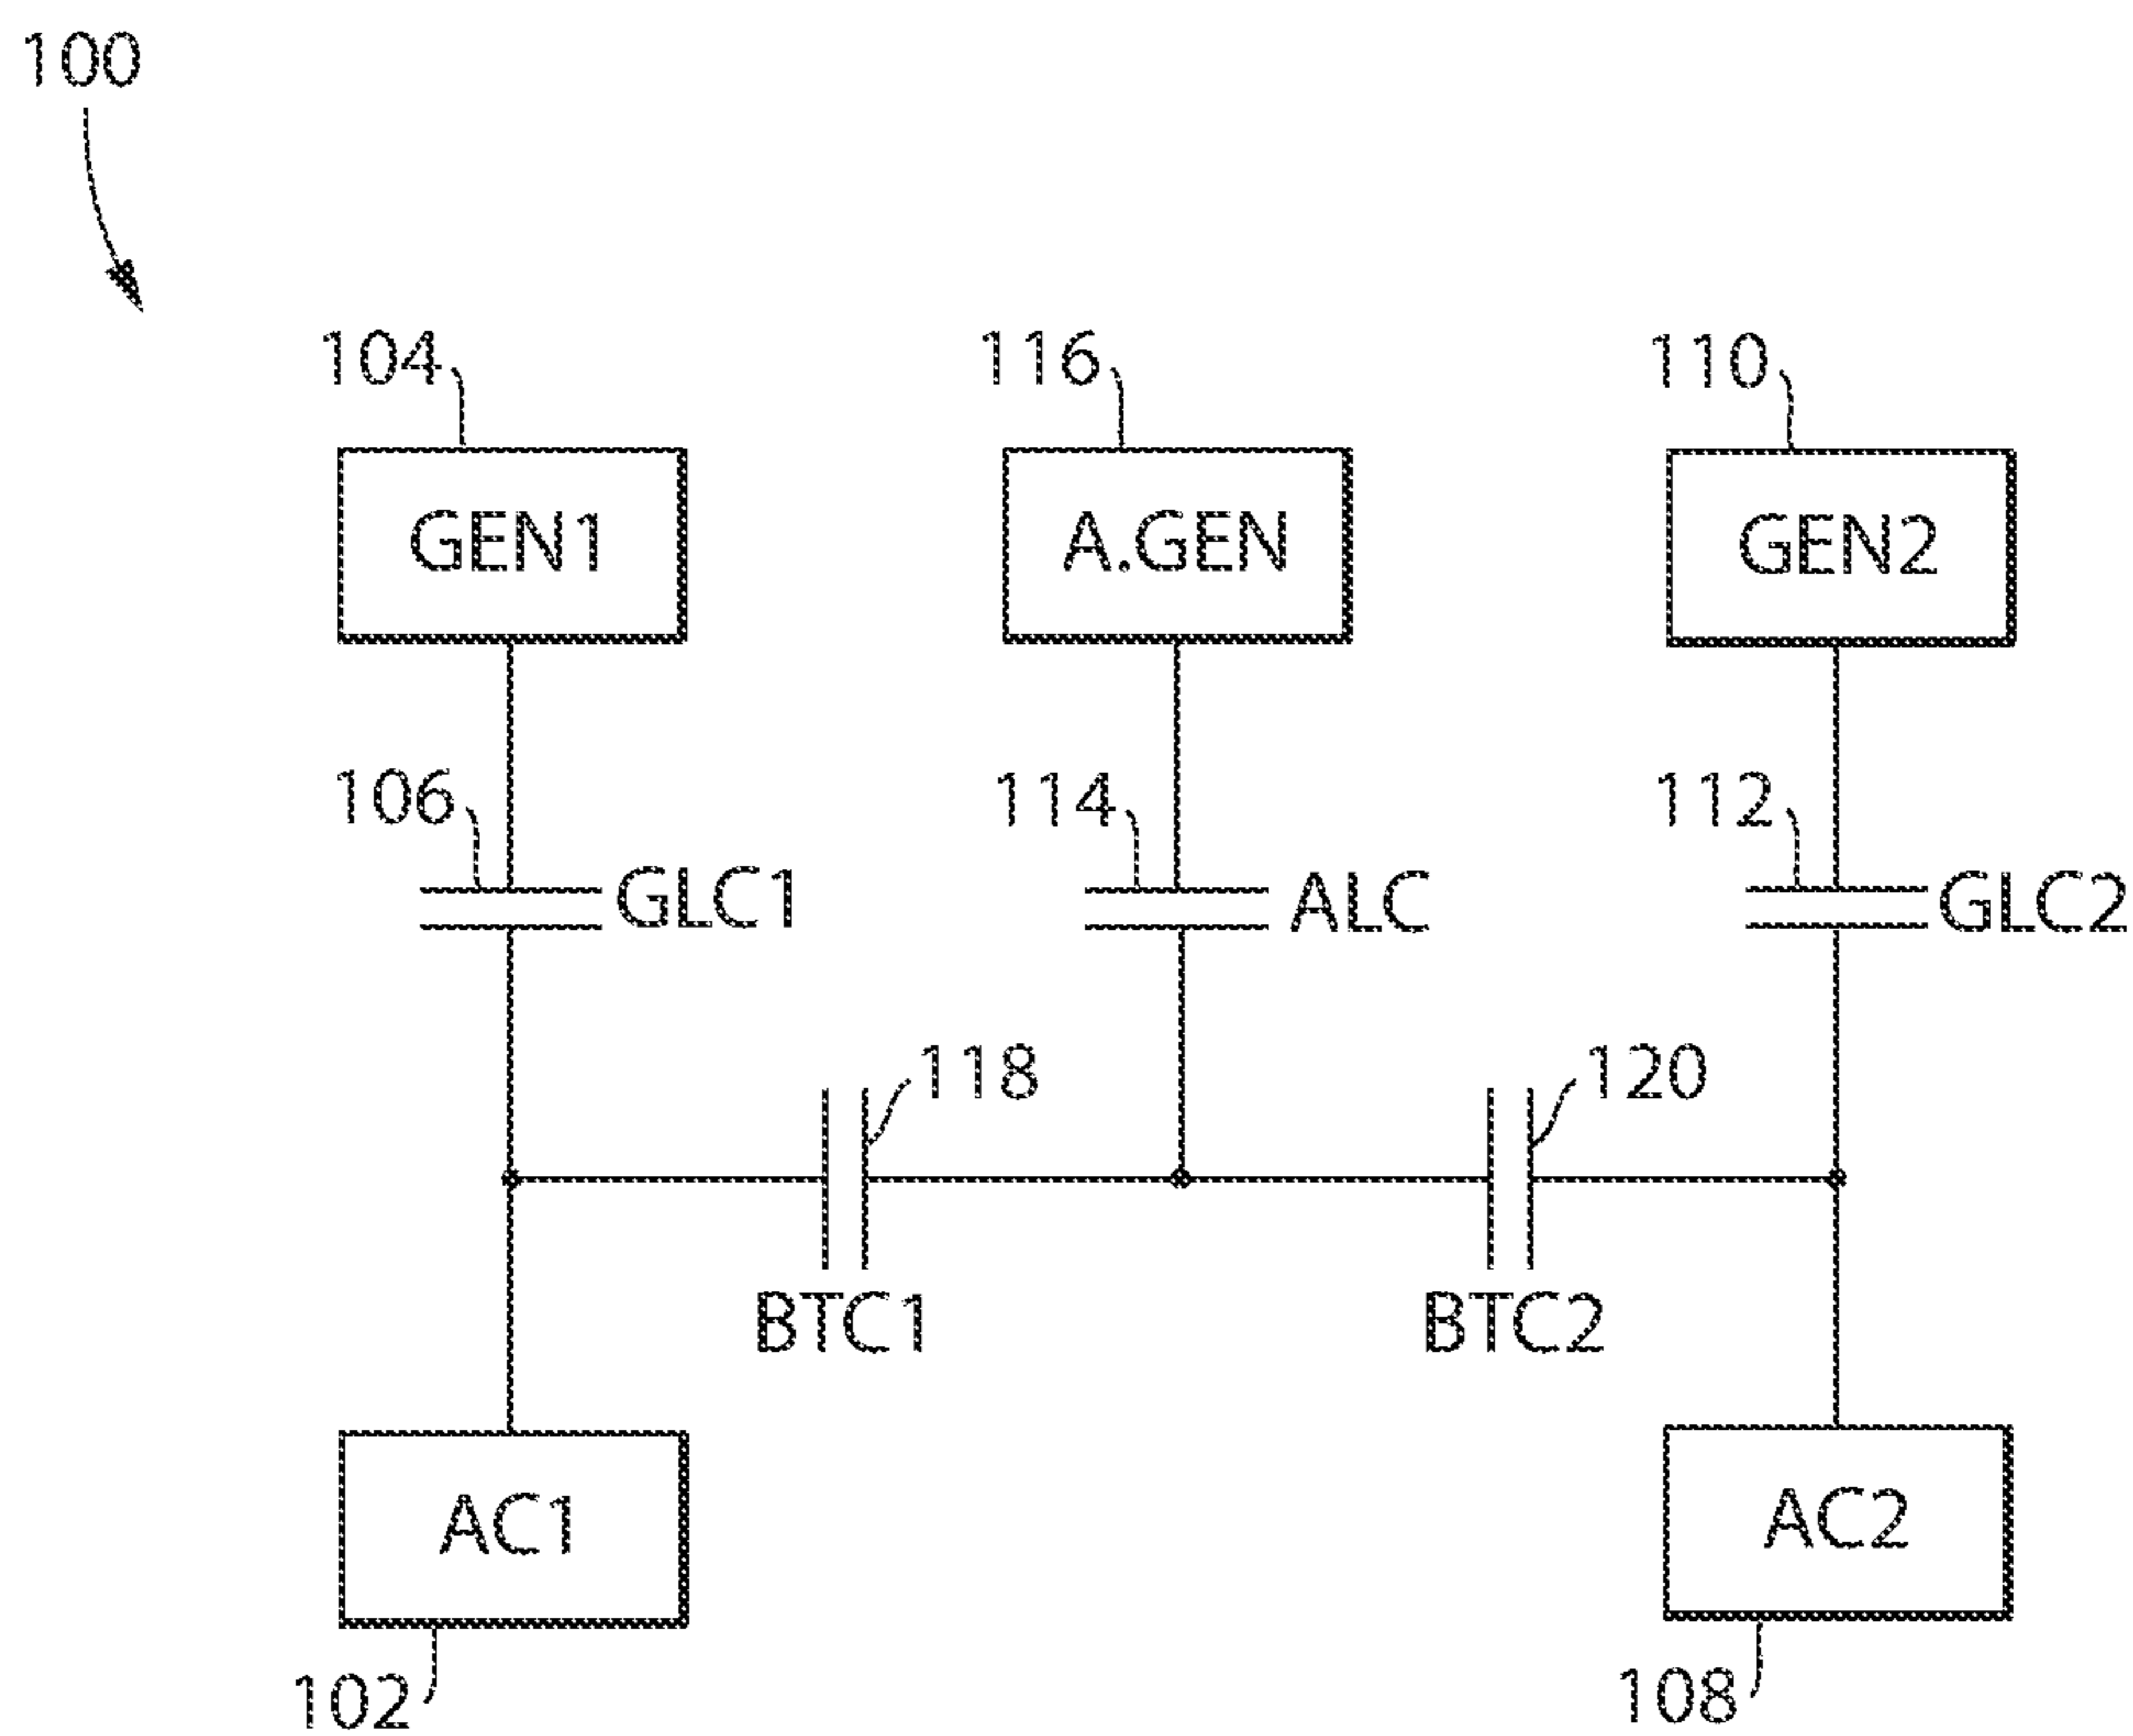 100
104 116 110
GEN1 A.GEN GEN2
106 114 112
GLC1 ALC GLC2
118 120
BTC1 BTC2
AC1 AC2
102 108